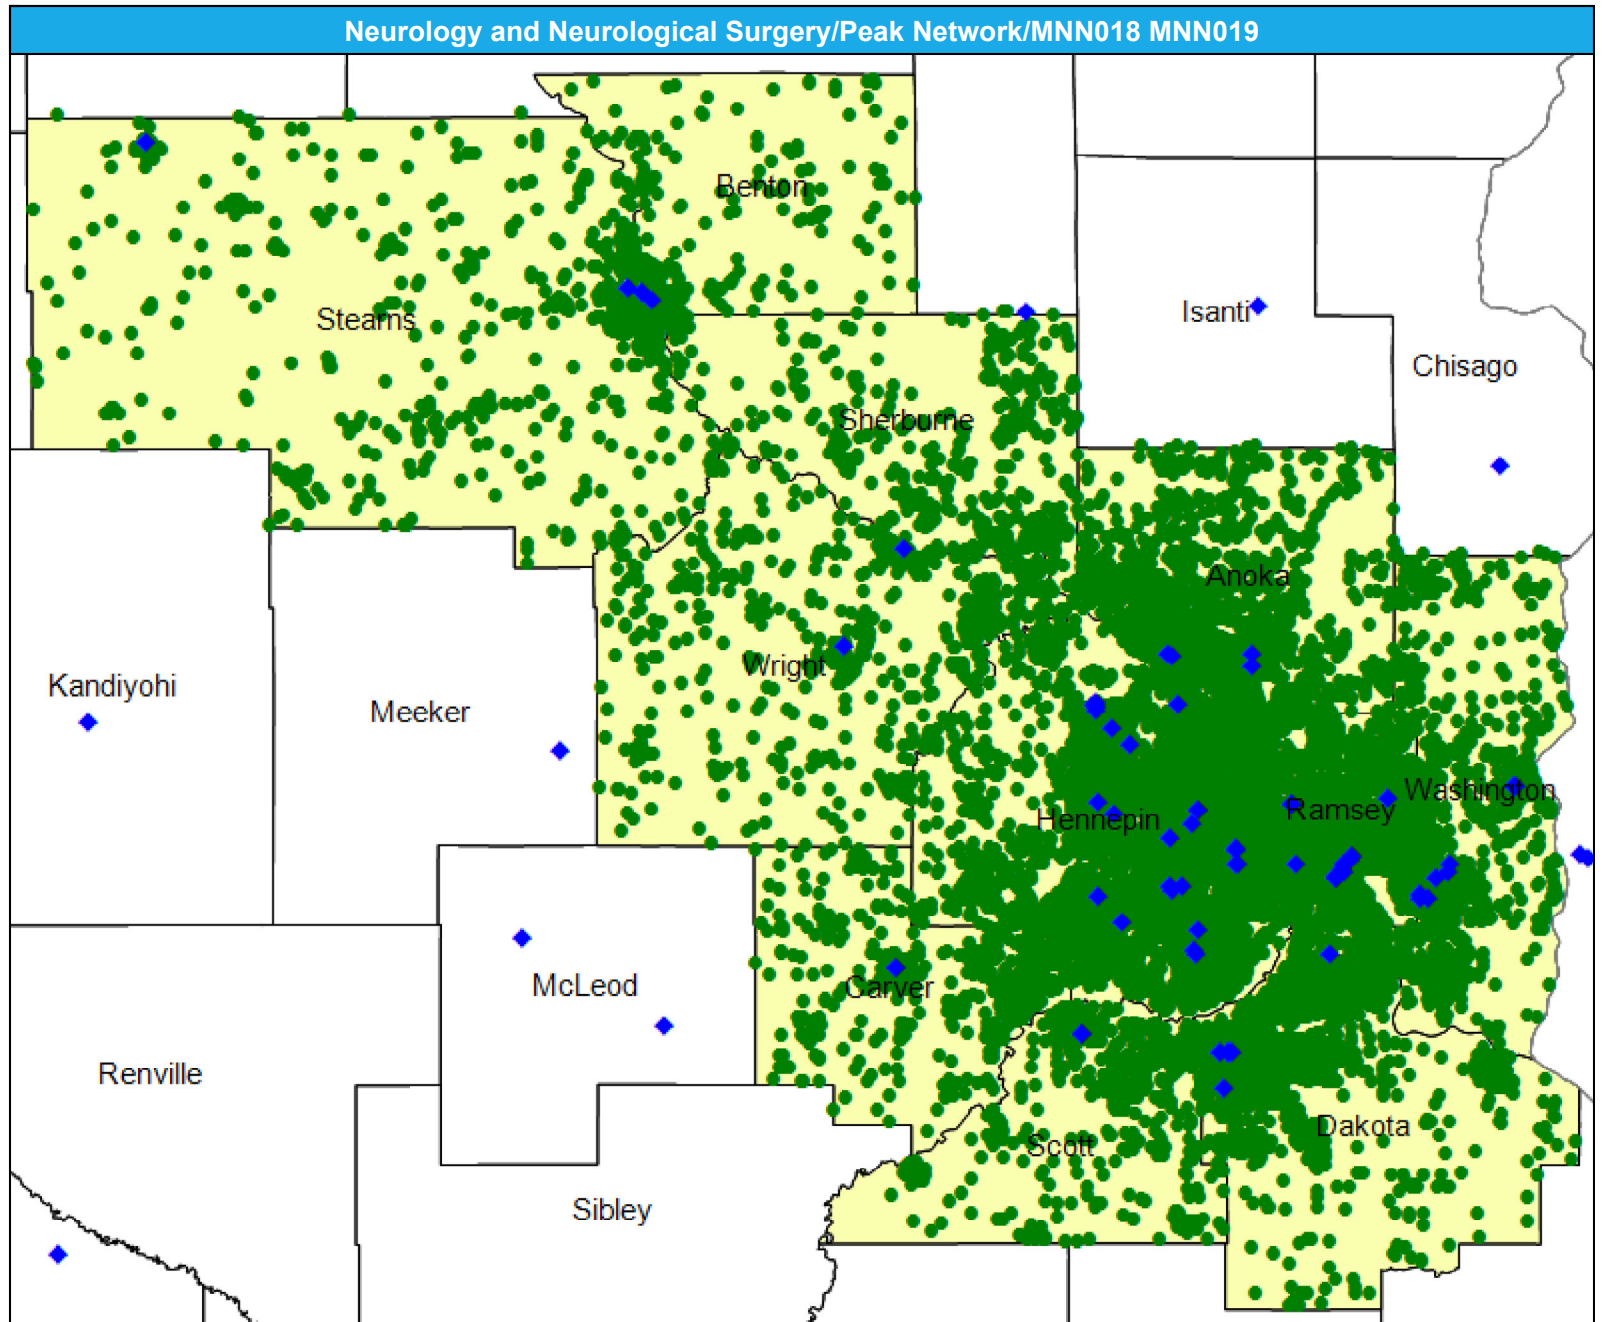 Neurology and Neurological Surgery/Peak Network/MNN018 MNN019
Benton
Stearns
Isanti
Chisago
Sherburne
Anoka
Wright
Kandiyohi
Meeker
Washington
Ramsey
Hennepin
McLeod
Carver
Renville
Dakota
Scott
Sibley